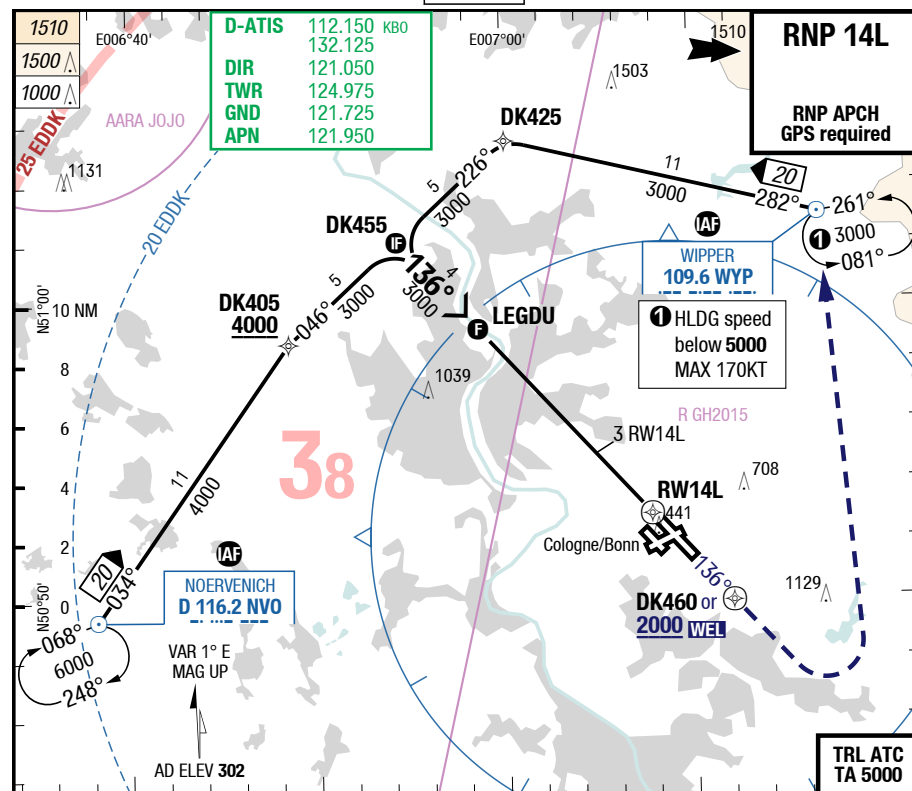 1510
1500
1000
E006°40'
D-ATIS 112.150 KBO
132.125
DIR 121.050
TWR 124.975
GND 121.725
APN 121.950
E007°00'
1510
RNP 14L
RNP APCH
GPS required
1503
AARA JOJO
25 EDDK
1131
20 EDDK
DK425
226°
5
3000
11
3000
20
282°
261°
1 3000
081°
IAF
WIPPER
109.6 WYP
DK455
IF
136°
4
3000
5
3000
046°
DK405
4000
LEGDU
F
1 HLDG speed
below 5000
MAX 170KT
N51°00'
10 NM
8
6
4
2
0
N50°50'
1039
R GH2015
38
3 RW14L
708
11
4000
RW14L
441
Cologne/Bonn
136°
1129
20
034°
IAF
NOERVENICH
D 116.2 NVO
DK460 or
2000 WEL
068°
6000
248°
VAR 1° E
MAG UP
AD ELEV 302
TRL ATC
TA 5000